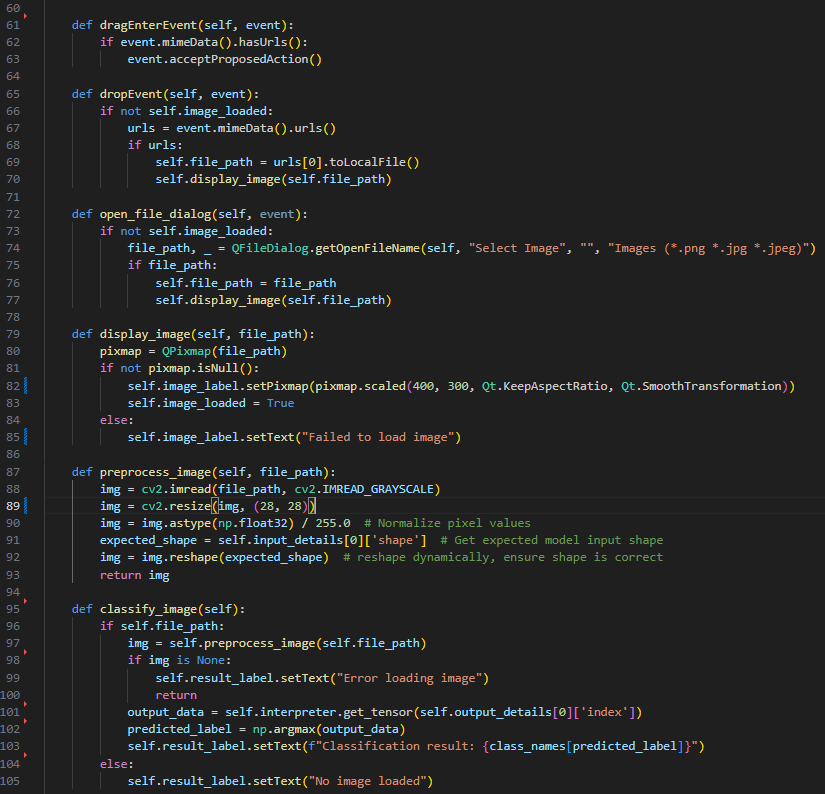 60
61 def dragEnterEvent(self, event):
62 if event.mimeData().hasUrls():
63 event.acceptProposedAction()
64
65 def dropEvent(self, event):
66 if not self.image_loaded:
67 urls = event.mimeData().urls()
68 if urls:
69 self.file_path = urls[0].toLocalFile()
70 self.display_image(self.file_path)
71
72 def open_file_dialog(self, event):
73 if not self.image_loaded:
74 file_path, _ = QFileDialog.getOpenFileName(self, "Select Image", "", "Images (*.png *.jpg *.jpeg)")
75 if file_path:
76 self.file_path = file_path
77 self.display_image(self.file_path)
78
79 def display_image(self, file_path):
80 pixmap = QPixmap(file_path)
81 if not pixmap.isNull():
82 self.image_label.setPixmap(pixmap.scaled(400, 300, Qt.KeepAspectRatio, Qt.SmoothTransformation))
83 self.image_loaded = True
84 else:
85 self.image_label.setText("Failed to load image")
86
87 def preprocess_image(self, file_path):
88 img = cv2.imread(file_path, cv2.IMREAD_GRAYSCALE)
89 img = cv2.resize(img, (28, 28))
90 img = img.astype(np.float32) / 255.0  # Normalize pixel values
91 expected_shape = self.input_details[0]['shape']  # Get expected model input shape
92 img = img.reshape(expected_shape)  # reshape dynamically, ensure shape is correct
93 return img
94
95 def classify_image(self):
96 if self.file_path:
97 img = self.preprocess_image(self.file_path)
98 if img is None:
99 self.result_label.setText("Error loading image")
100 return
101 output_data = self.interpreter.get_tensor(self.output_details[0]['index'])
102 predicted_label = np.argmax(output_data)
103 self.result_label.setText(f"Classification result: {class_names[predicted_label]}")
104 else:
105 self.result_label.setText("No image loaded")